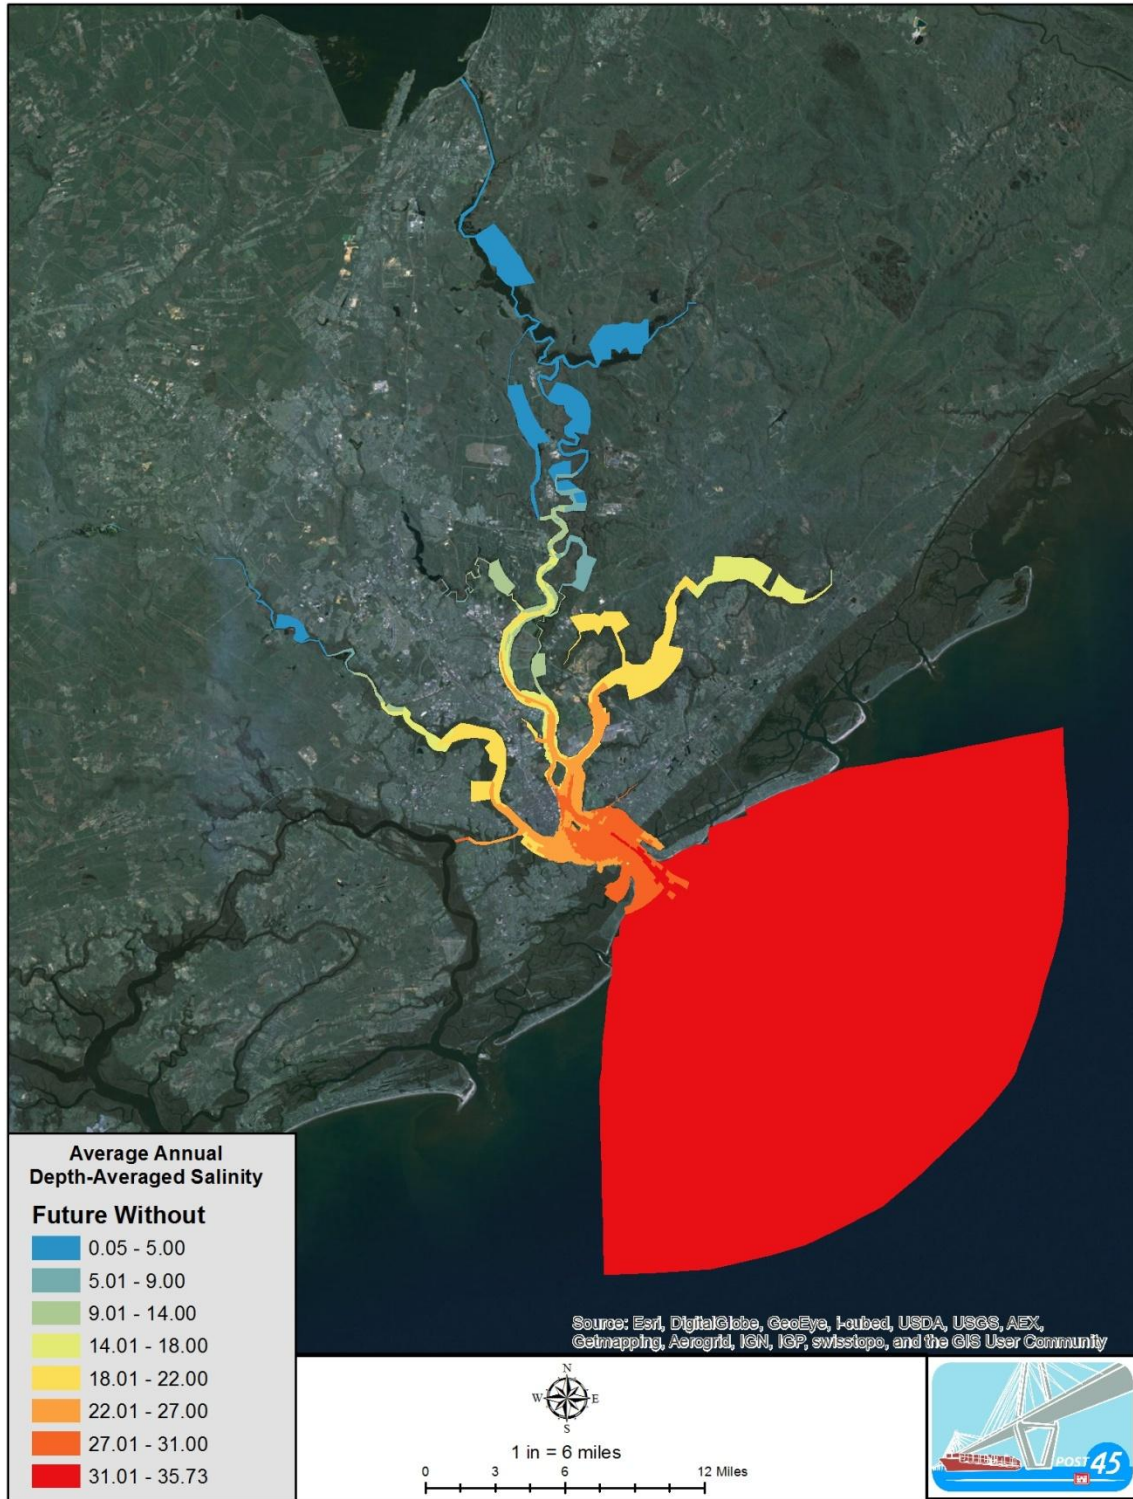 Average Annual
Depth-Averaged Salinity
Future Without
0.05 - 5.00
5.01 - 9.00
9.01 - 14.00
14.01 - 18.00
18.01 - 22.00
22.01 - 27.00
27.01 - 31.00
31.01 - 35.73
Source: Esri, DigitalGlobe, GeoEye, i-cubed, USDA, USGS, AEX,
Getmapping, Aerogrid, IGN, IGP, swisstopo, and the GIS User Community
N
W E
S
1 in = 6 miles
0 3 6 12 Miles
POST 45